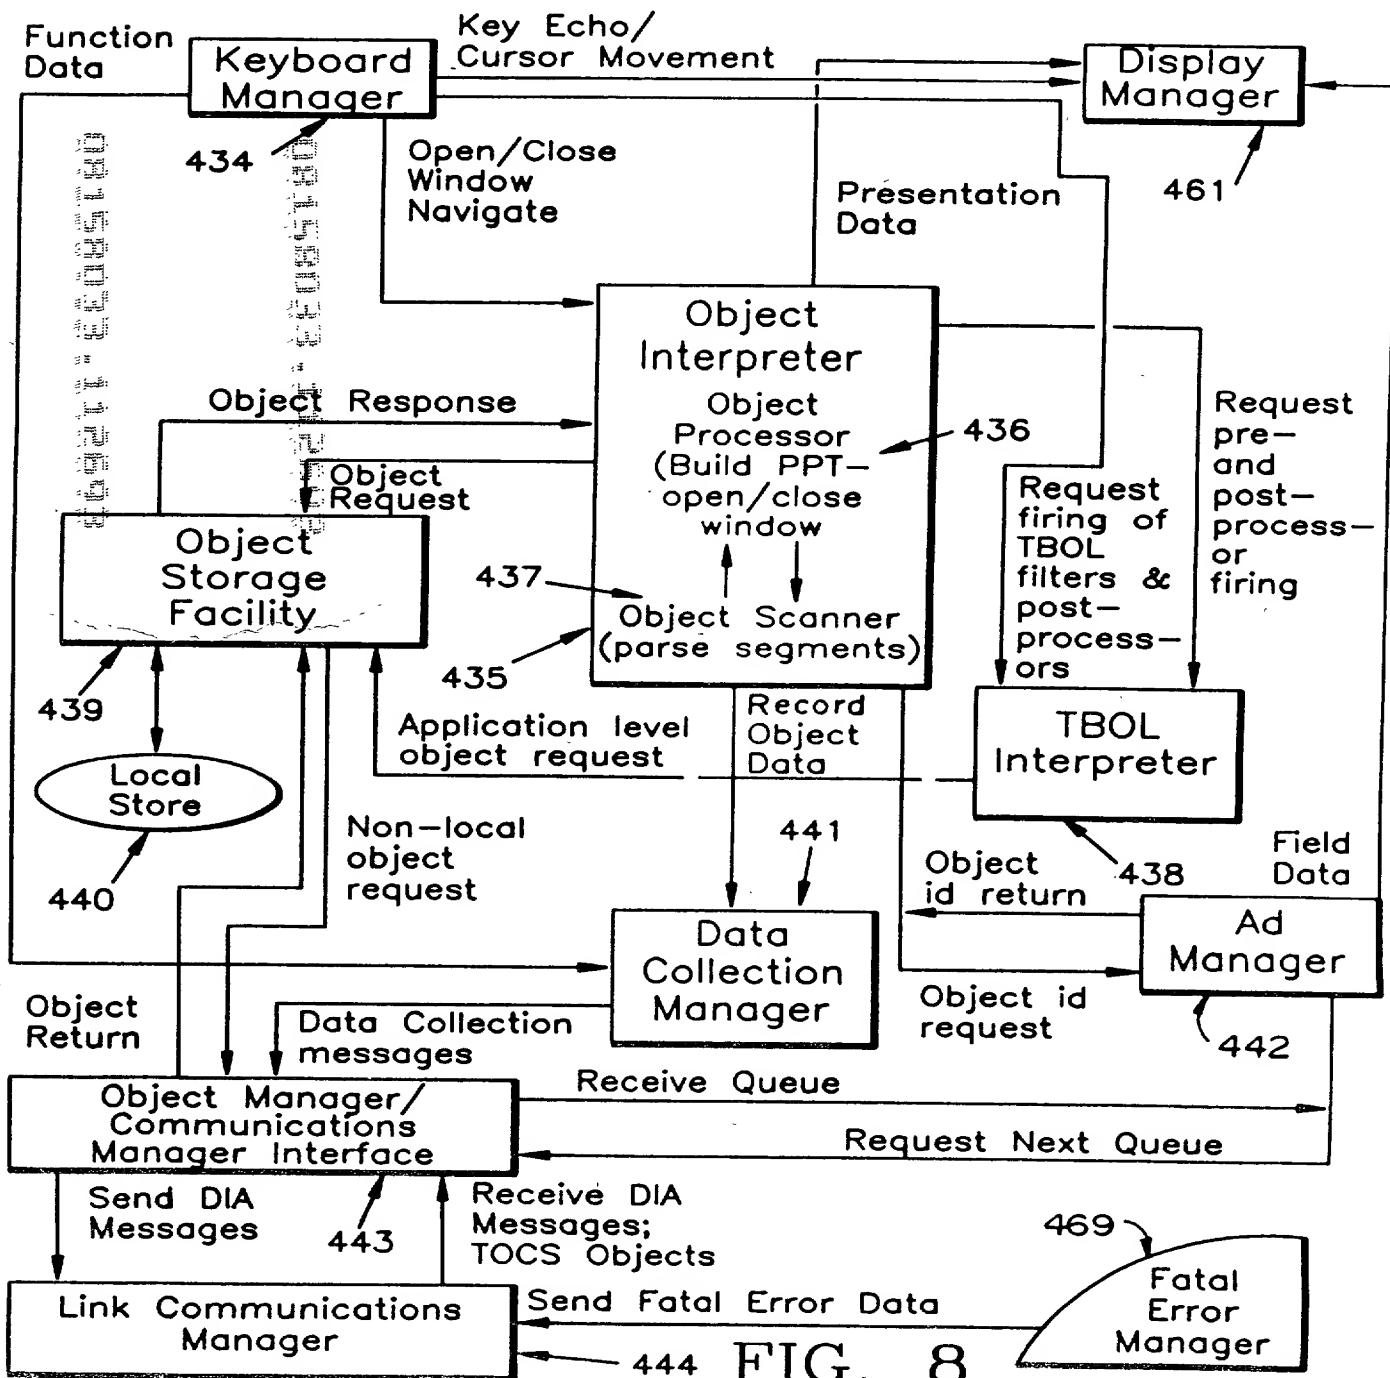 Function
Data
Keyboard
Manager
434
Key Echo/
Cursor Movement
Display
Manager
461
Open/Close
Window
Navigate
Presentation
Data
Object
Interpreter
Object
Processor
(Build PPT-
open/close
window
436
437
Object Scanner
(parse segments)
435
Object Response
Object
Request
Object
Storage
Facility
439
Local
Store
440
Request
firing of
TBOL
filters &
post-
process-
ors
Request
pre-
and
post-
process-
or
firing
TBOL
Interpreter
438
Application level
object request
Record
Object
Data
Non-local
object
request
441
Data
Collection
Manager
Object
id return
Field
Data
Ad
Manager
442
Object id
request
Object
Return
Data Collection
messages
Object Manager/
Communications
Manager Interface
443
Receive Queue
Request Next Queue
Send DIA
Messages
Receive DIA
Messages;
TOCS Objects
Link Communications
Manager
444
Send Fatal Error Data
469
Fatal
Error
Manager
FIG. 8